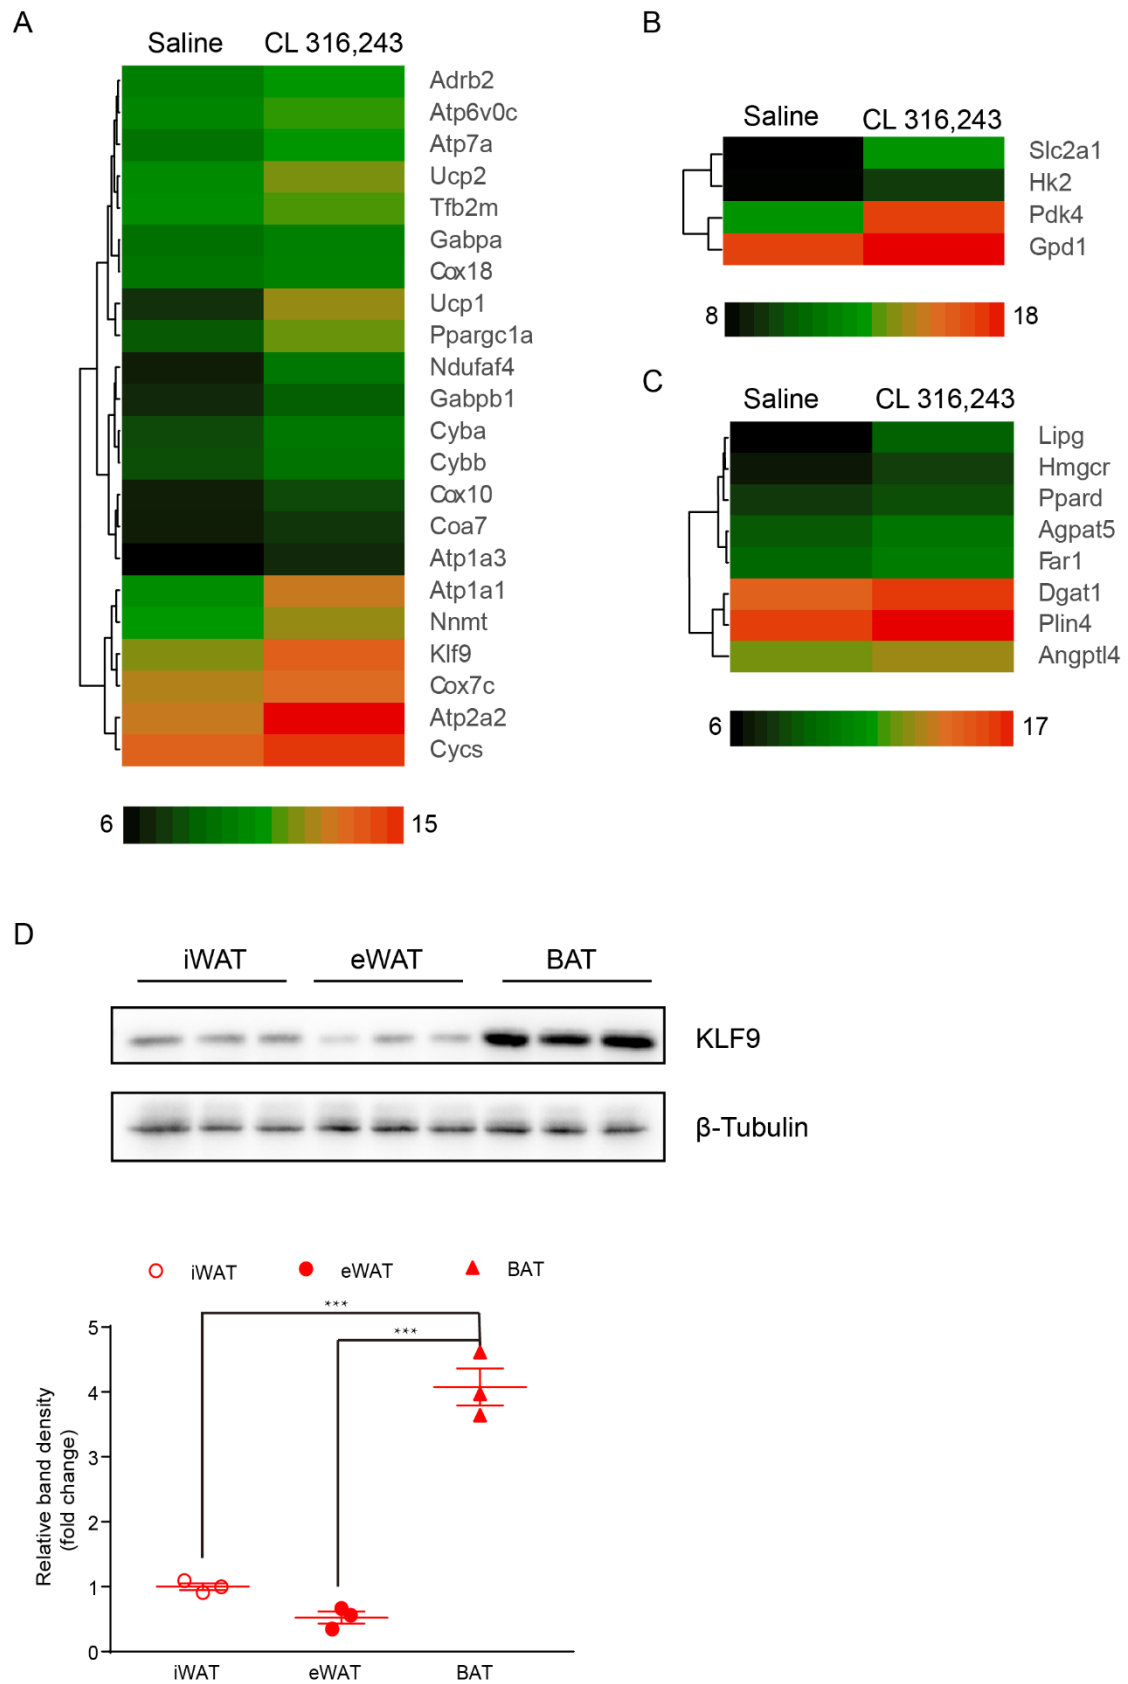 A
Saline CL 316,243
Adrb2
Atp6v0c
Atp7a
Ucp2
Tfb2m
Gabpa
Cox18
Ucp1
Ppargc1a
Ndufaf4
Gabpb1
Cyba
Cybb
Cox10
Coa7
Atp1a3
Atp1a1
Nnmt
Klf9
Cox7c
Atp2a2
Cycs
6 15
B
Saline CL 316,243
Slc2a1
Hk2
Pdk4
Gpd1
8 18
C
Saline CL 316,243
Lipg
Hmgcr
Ppard
Agpat5
Far1
Dgat1
Plin4
Angptl4
6 17
D
iWAT eWAT BAT
KLF9
β-Tubulin
iWAT eWAT BAT
***
***
5
4
3
2
1
0
Relative band density
(fold change)
iWAT eWAT BAT